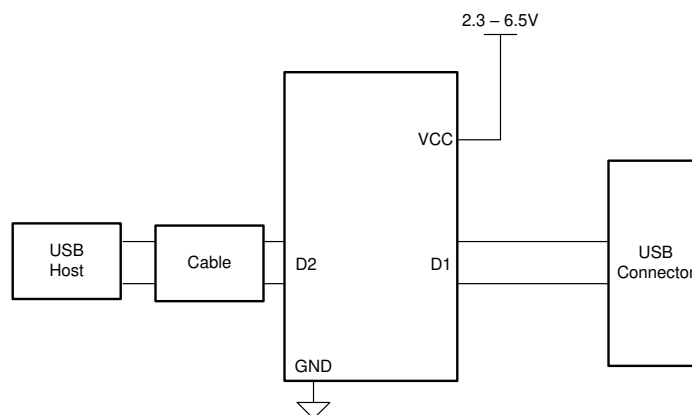 2.3 – 6.5V
VCC
USB
Host
Cable
D2
D1
USB
Connector
GND